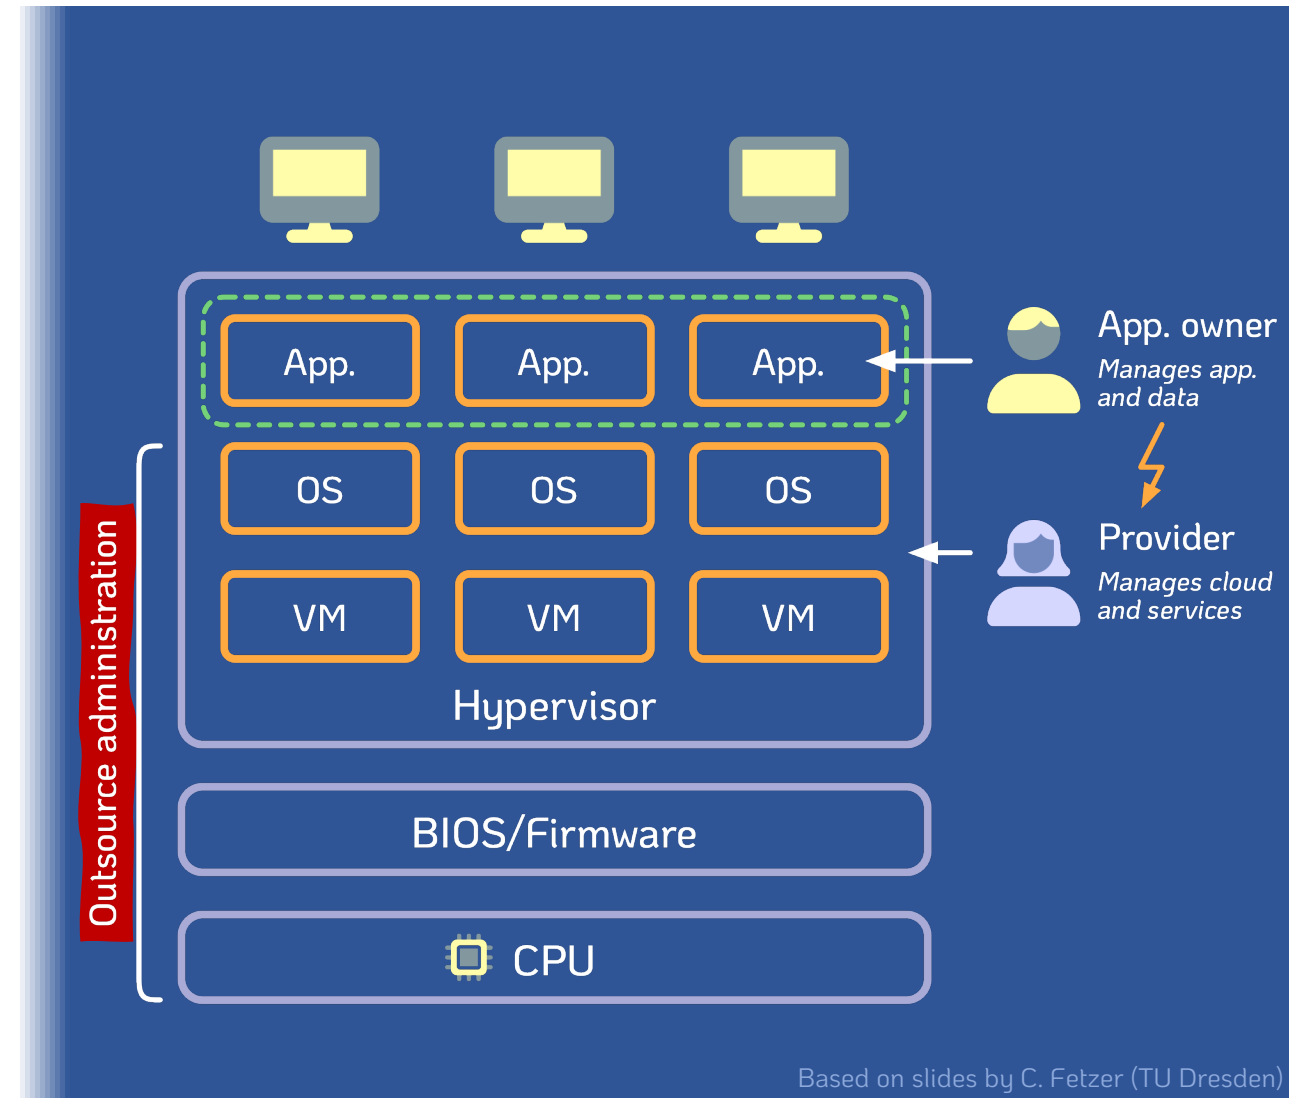 App. App. App.
App. owner
Manages app.
and data
OS OS OS
Provider
Manages cloud
and services
VM VM VM
Hypervisor
Outsource administration
BIOS/Firmware
CPU
Based on slides by C. Fetzer (TU Dresden)